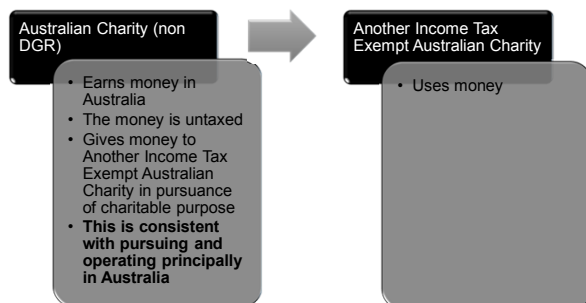 Australian Charity (non
DGR)
• Earns money in
Australia
• The money is untaxed
• Gives money to
Another Income Tax
Exempt Australian
Charity in pursuance
of charitable purpose
• This is consistent
with pursuing and
operating principally
in Australia
Another Income Tax
Exempt Australian Charity
• Uses money